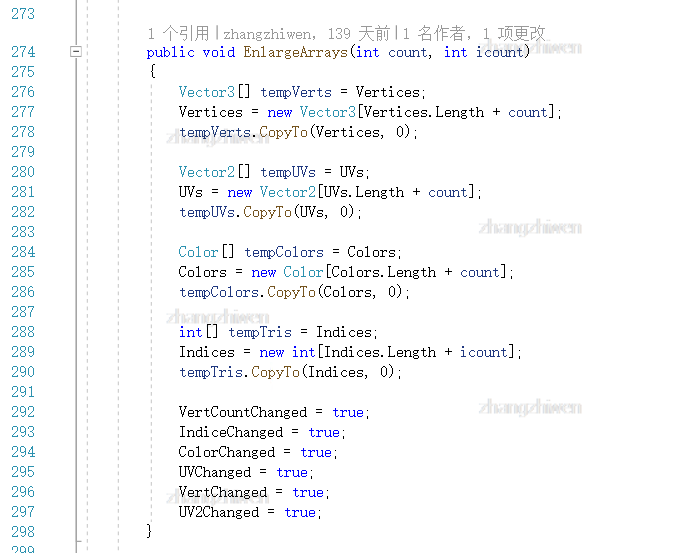 273
1 个引用 | zhangzhiwen，139 天前 | 1 名作者，1 项更改
274 public void EnlargeArrays(int count, int icount)
275 {
276 Vector3[] tempVerts = Vertices;
277 Vertices = new Vector3[Vertices.Length + count];
278 tempVerts.CopyTo(Vertices, 0);
279
280 Vector2[] tempUVs = UVs;
281 UVs = new Vector2[UVs.Length + count];
282 tempUVs.CopyTo(UVs, 0);
283
284 Color[] tempColors = Colors;
285 Colors = new Color[Colors.Length + count];
286 tempColors.CopyTo(Colors, 0);
287
288 int[] tempTris = Indices;
289 Indices = new int[Indices.Length + icount];
290 tempTris.CopyTo(Indices, 0);
291
292 VertCountChanged = true;
293 IndiceChanged = true;
294 ColorChanged = true;
295 UVChanged = true;
296 VertChanged = true;
297 UV2Changed = true;
298 }
299
zhangzhiwen
zhangzhiwen
zhangzhiwen
zhangzhiwen
zhangzhiwen
zhangzhiwen